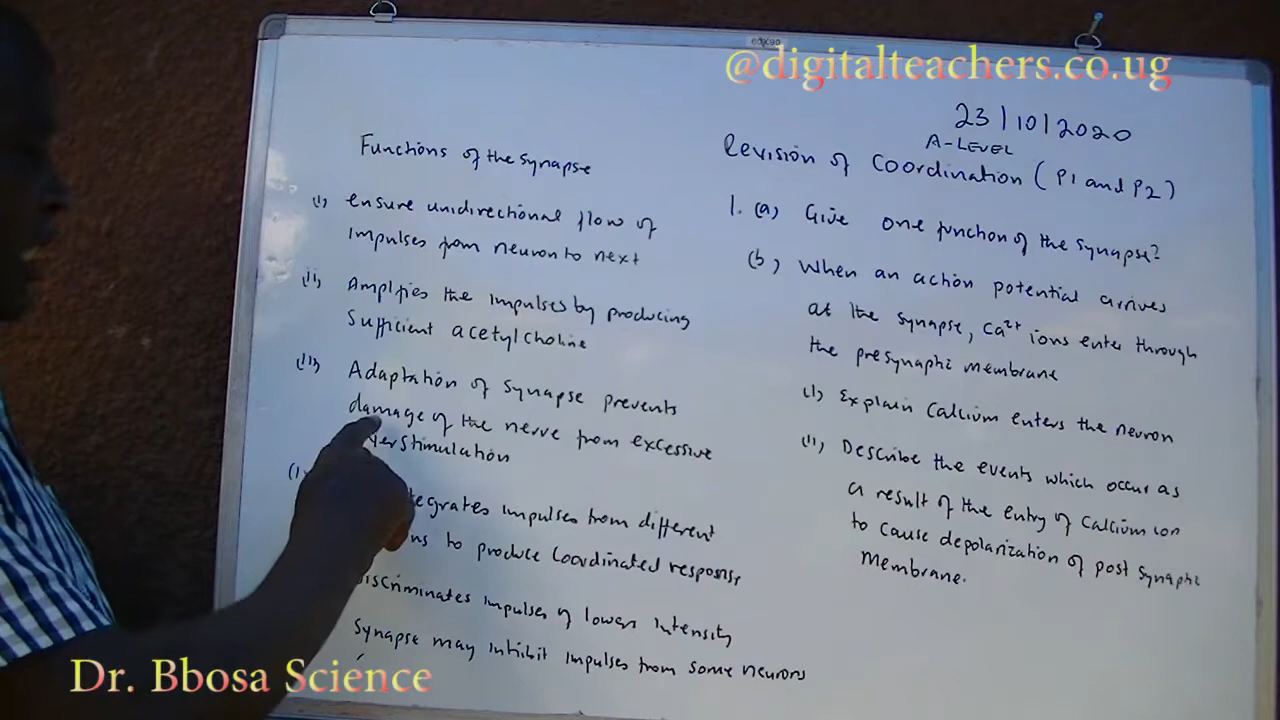 @digitalteachers.co.ug
23/10/2020
A-LEVEL
Revision of Coordination (P1 and P2)
1. (a) Give one function of the synapse?
(b) When an action potential arrives
at the synapse, Ca2+ ions enter through
the presynaptic membrane
(i) Explain Calcium enters the neuron
(ii) Describe the events which occur as
a result of the entry of Calcium ion
to cause depolarization of post synaptic
membrane.
Functions of the synapse
(i) ensure unidirectional flow of
impulses from neuron to next
(ii) Amplifies the impulses by producing
Sufficient acetylcholine
(iii) Adaptation of Synapse prevents
damage of the nerve from excessive
erstimulation
(i
tegrates impulses from different
ns to produce Coordinated response
iscriminates impulses of lower intensity
Synapse may inhibit impulses from some neurons
Dr. Bbosa Science